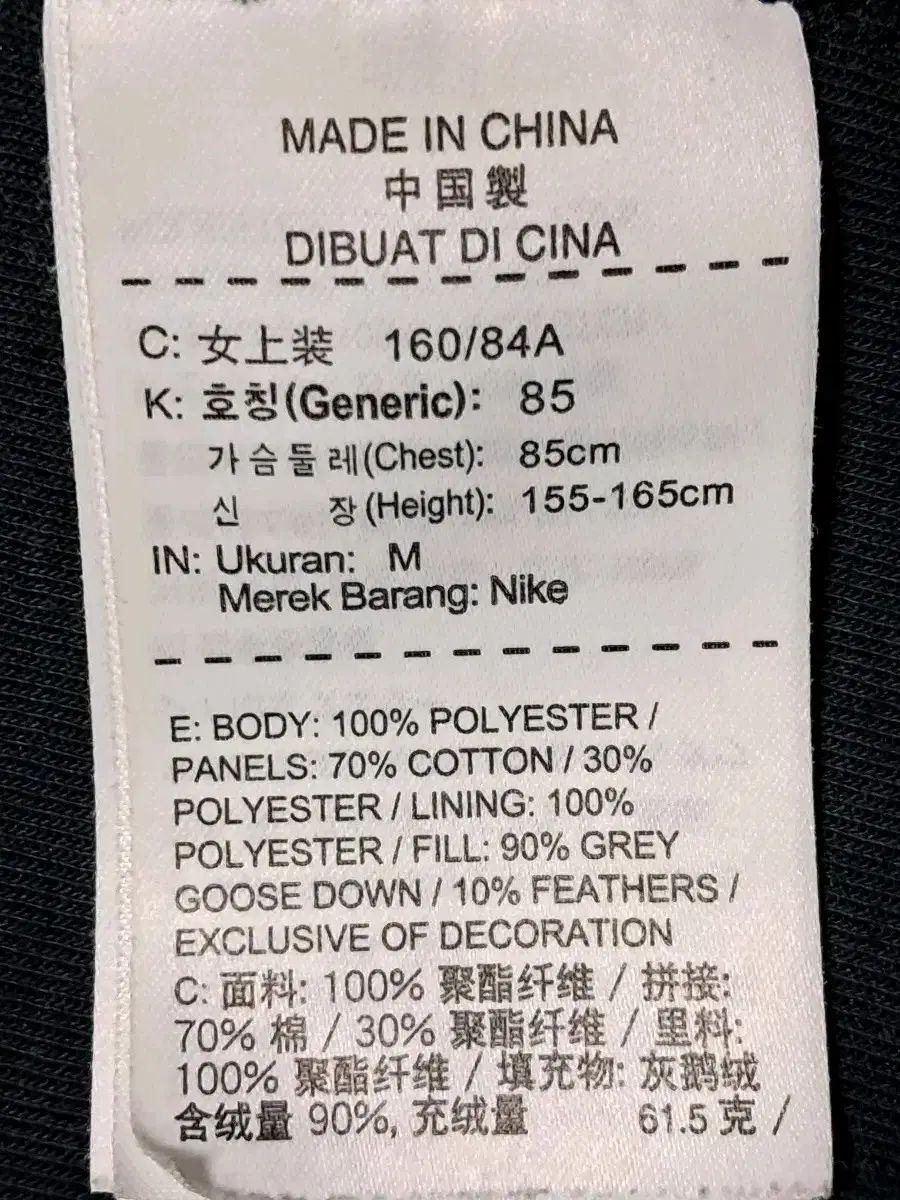 MADE IN CHINA
中国製
DIBUAT DI CINA
C: 女上装 160/84A
K: 호칭(Generic): 85
가슴둘레(Chest): 85cm
신 장(Height): 155-165cm
IN: Ukuran: M
Merek Barang: Nike
E: BODY: 100% POLYESTER /
PANELS: 70% COTTON / 30%
POLYESTER / LINING: 100%
POLYESTER / FILL: 90% GREY
GOOSE DOWN / 10% FEATHERS /
EXCLUSIVE OF DECORATION
C: 面料: 100% 聚酯纤维 / 拼接:
70% 棉 / 30% 聚酯纤维 / 里料:
100% 聚酯纤维 / 填充物: 灰鹅绒
含绒量 90%, 充绒量 61.5 克 /